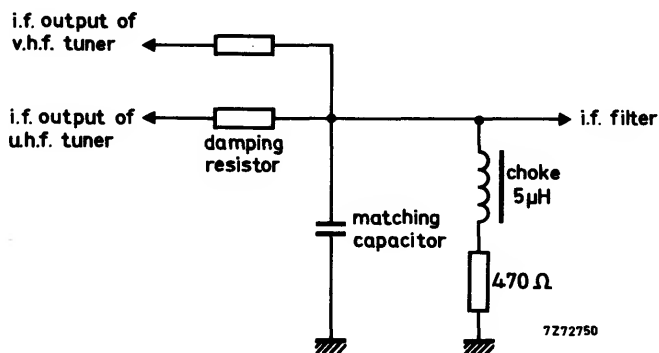 i.f. output of
v.h.f. tuner
i.f. output of
u.h.f. tuner
damping
resistor
i.f. filter
choke
5μH
matching
capacitor
470 Ω
7Z72750